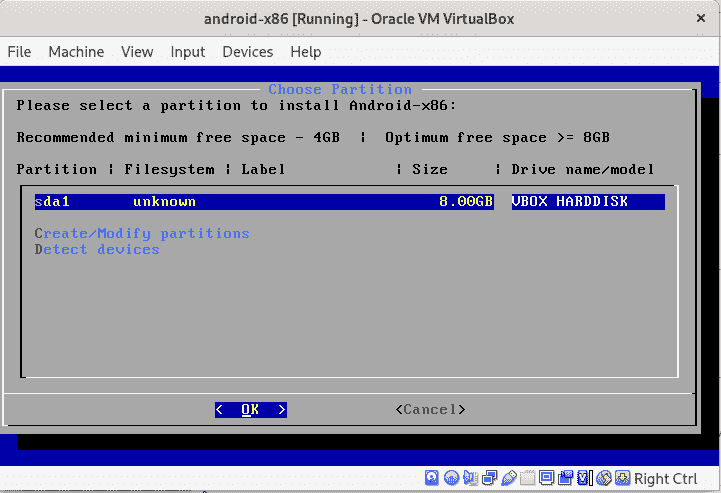 android-x86 [Running] - Oracle VM VirtualBox ×
File Machine View Input Devices Help
Choose Partition
Please select a partition to install Android-x86:
Recommended minimum free space - 4GB | Optimum free space >= 8GB
Partition | Filesystem | Label | Size | Drive name/model
sda1 unknown 8.00GB VBOX HARDDISK
Create/Modify partitions
Detect devices
< OK > <Cancel>
Right Ctrl